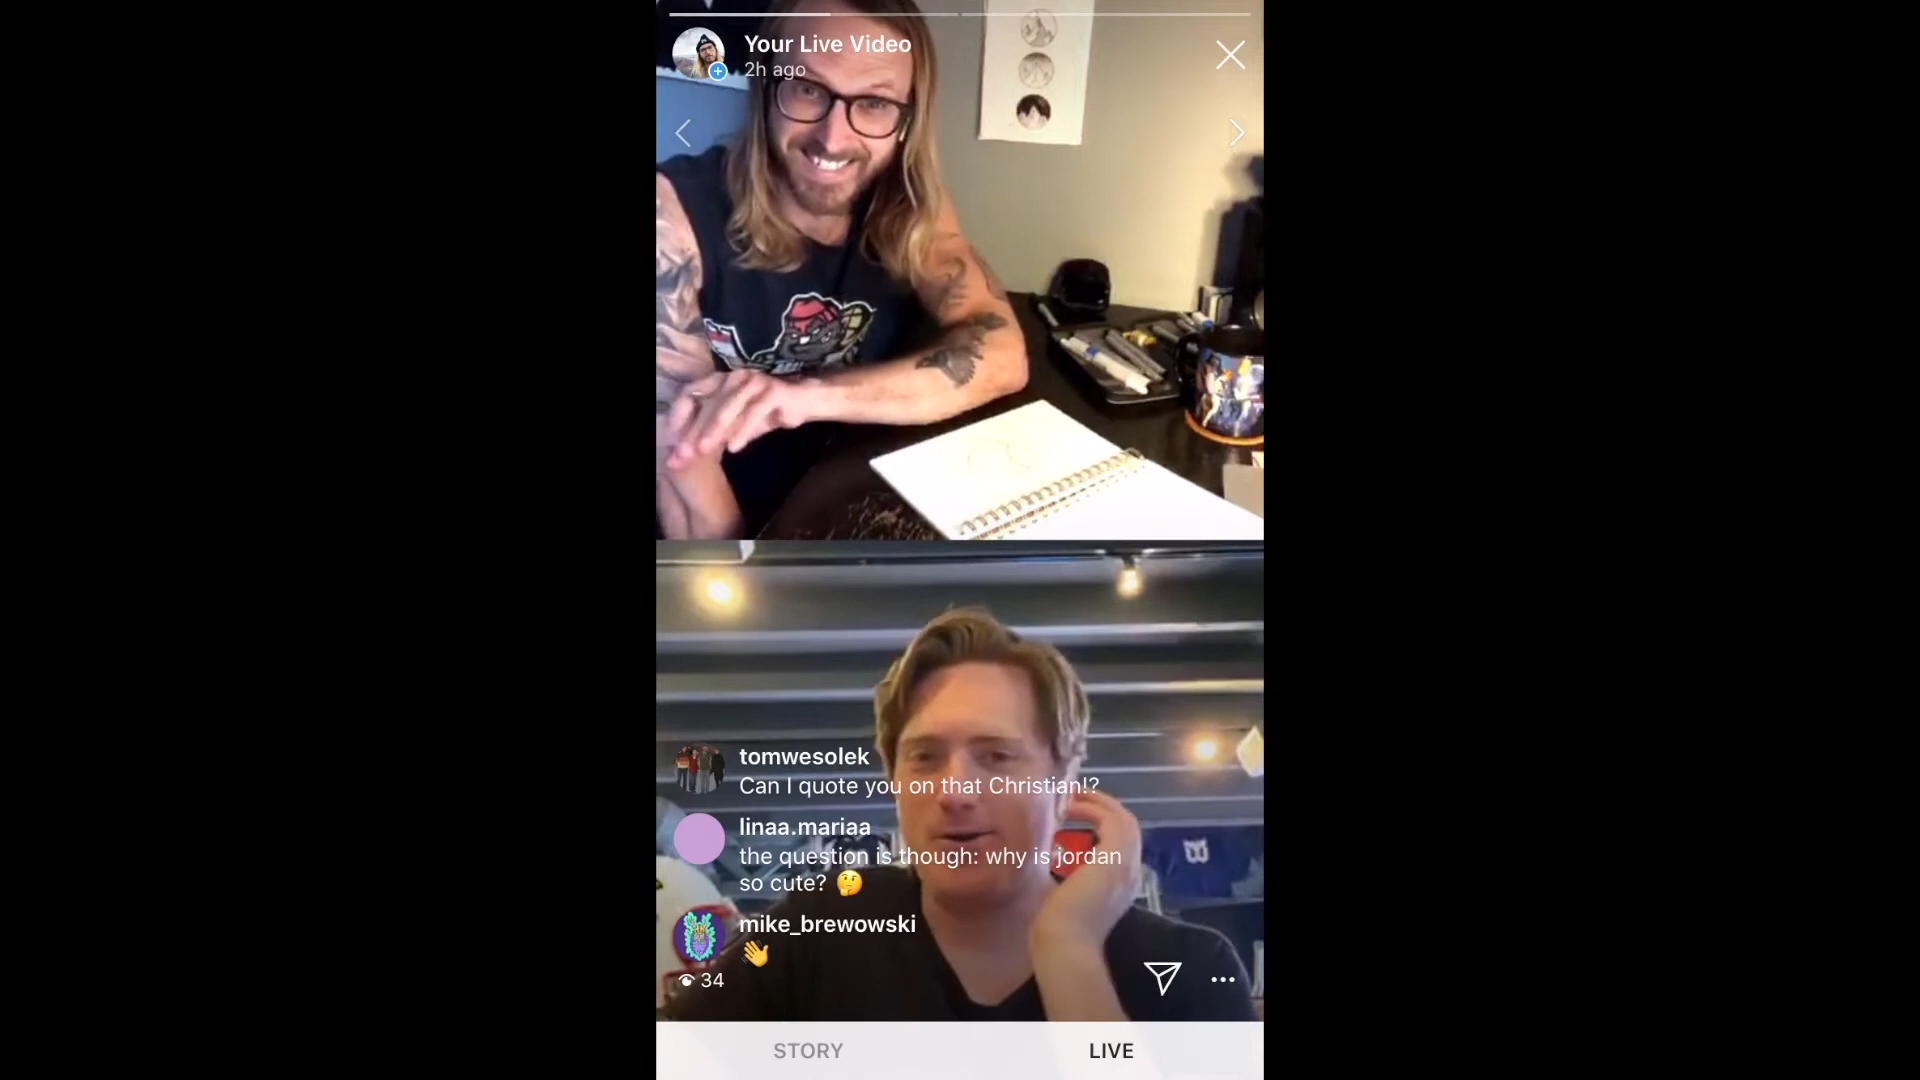 Your Live Video
2h ago
tomwesolek
Can I quote you on that Christian!?
linaa.mariaa
the question is though: why is jordan
so cute? 🤔
mike_brewowski
👋
34
STORY
LIVE